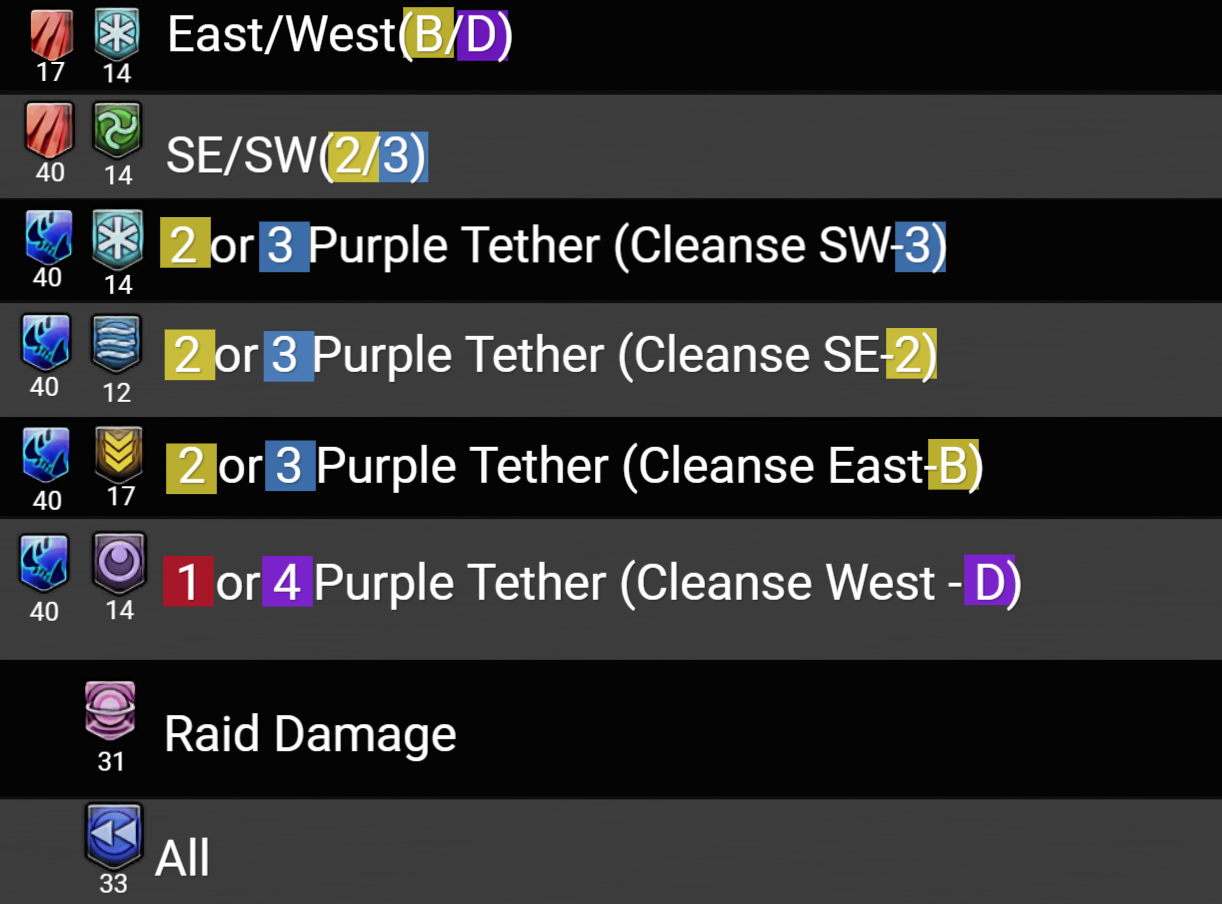 East/West(B/D)
17 14
SE/SW(2/3)
40 14
2 or 3 Purple Tether (Cleanse SW-3)
40 14
2 or 3 Purple Tether (Cleanse SE-2)
40 12
2 or 3 Purple Tether (Cleanse East-B)
40 17
1 or 4 Purple Tether (Cleanse West - D)
40 14
Raid Damage
31
All
33